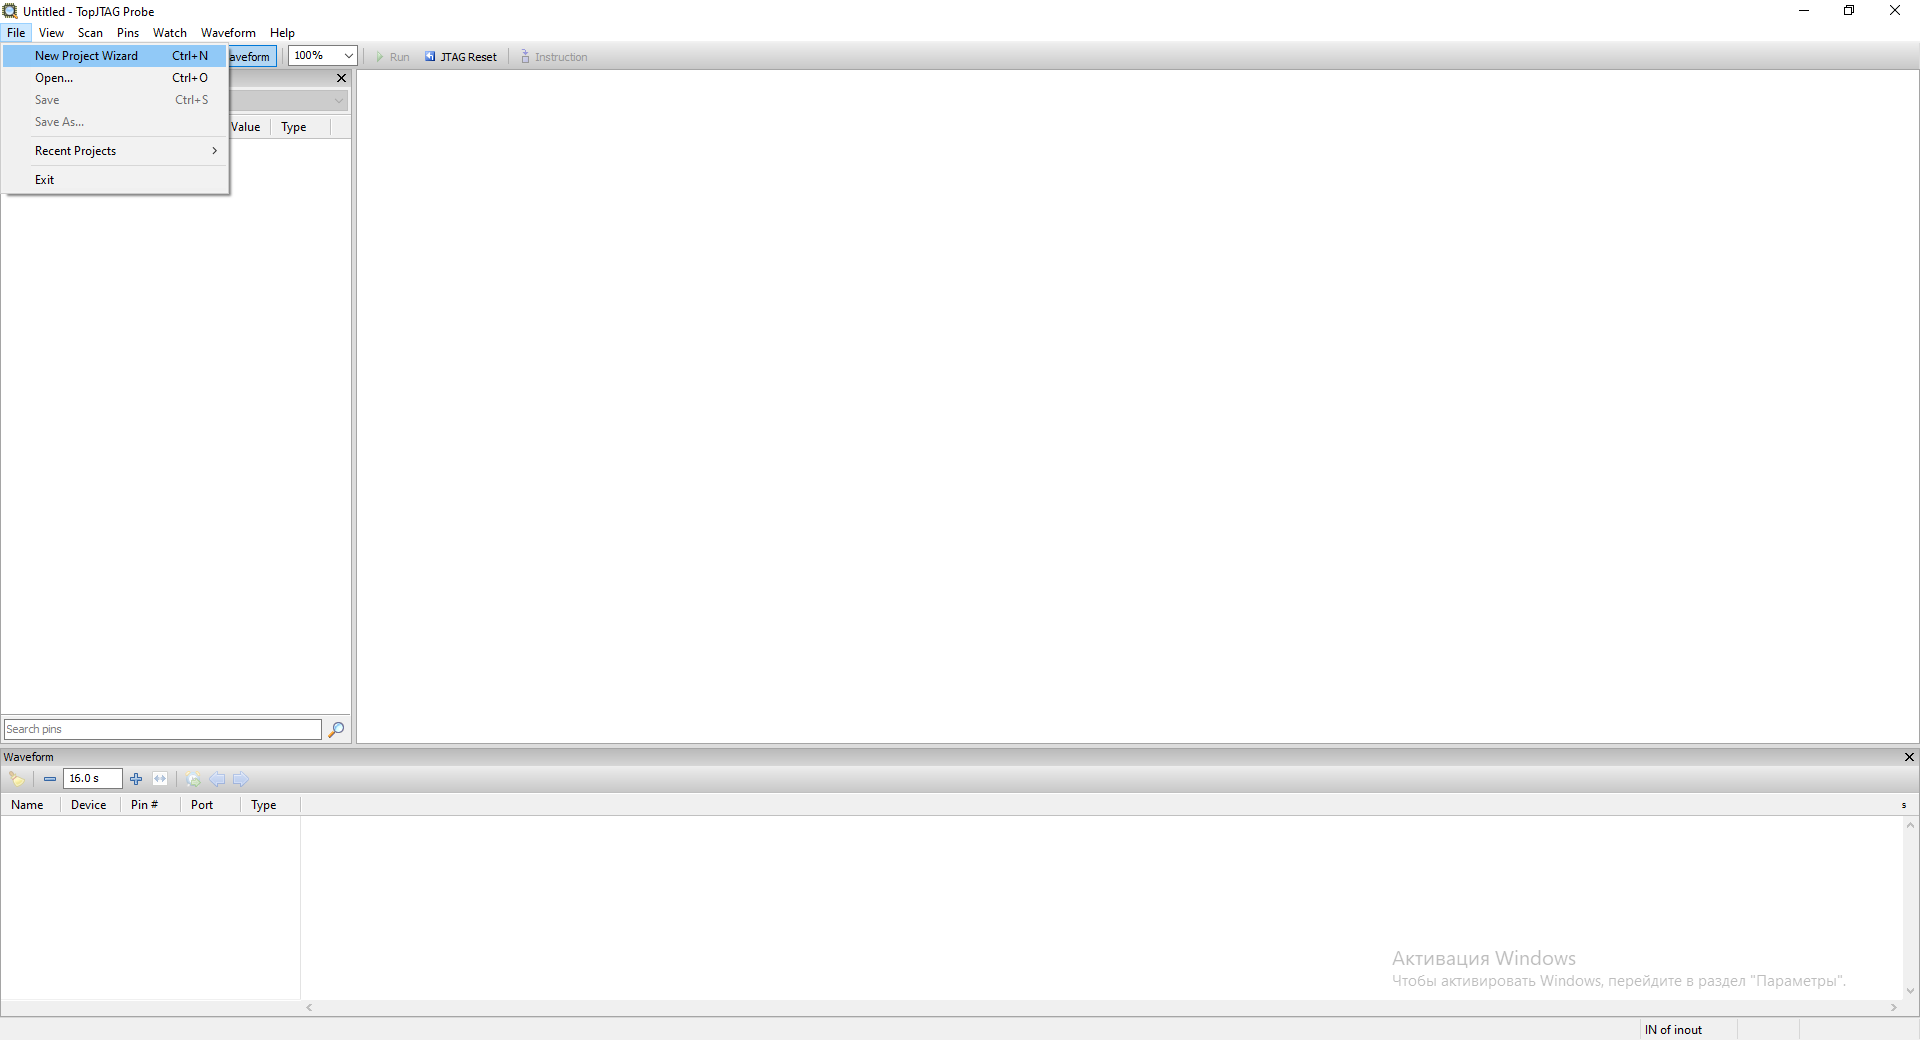 Untitled - TopJTAG Probe
File View Scan Pins Watch Waveform Help
New Project Wizard Ctrl+N
aveform 100% Run JTAG Reset Instruction
Open... Ctrl+O
Save Ctrl+S
Save As...
Value Type
Recent Projects
Exit
Search pins
Waveform
16.0 s
Name Device Pin # Port Type s
Активация Windows
Чтобы активировать Windows, перейдите в раздел "Параметры".
IN of inout